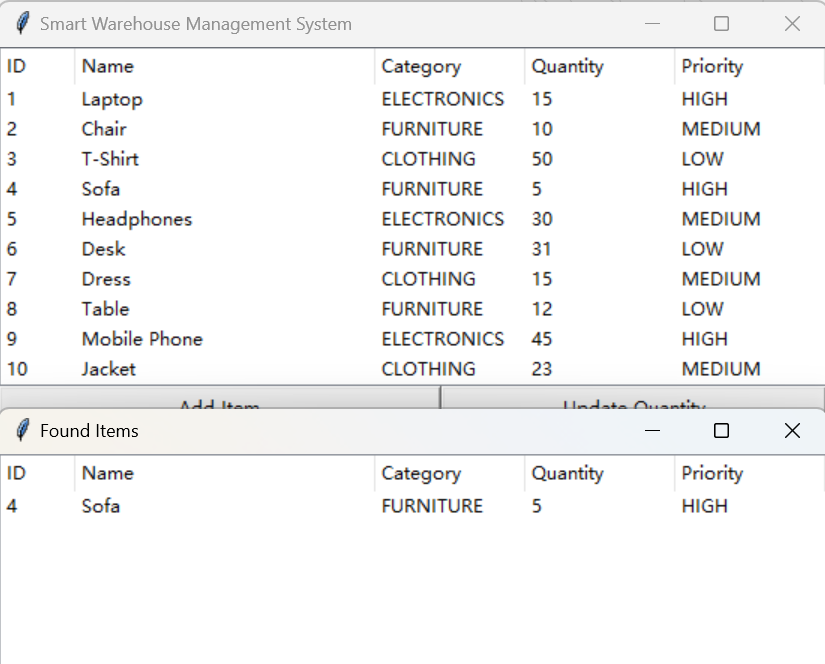 Smart Warehouse Management System
ID Name Category Quantity Priority
1 Laptop ELECTRONICS 15 HIGH
2 Chair FURNITURE 10 MEDIUM
3 T-Shirt CLOTHING 50 LOW
4 Sofa FURNITURE 5 HIGH
5 Headphones ELECTRONICS 30 MEDIUM
6 Desk FURNITURE 31 LOW
7 Dress CLOTHING 15 MEDIUM
8 Table FURNITURE 12 LOW
9 Mobile Phone ELECTRONICS 45 HIGH
10 Jacket CLOTHING 23 MEDIUM
Add Item Update Quantity
Found Items
ID Name Category Quantity Priority
4 Sofa FURNITURE 5 HIGH